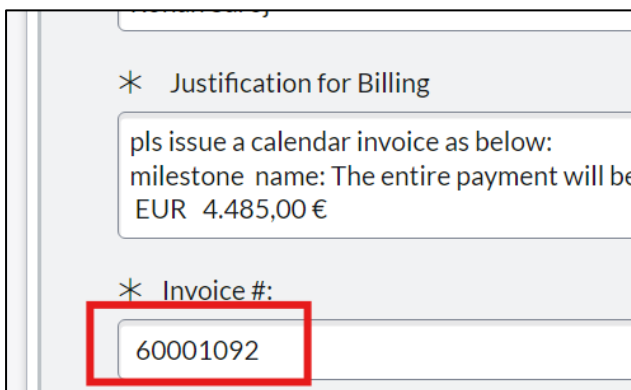 * Justification for Billing
pls issue a calendar invoice as below:
milestone name: The entire payment will be
EUR 4.485,00 €
* Invoice #:
60001092